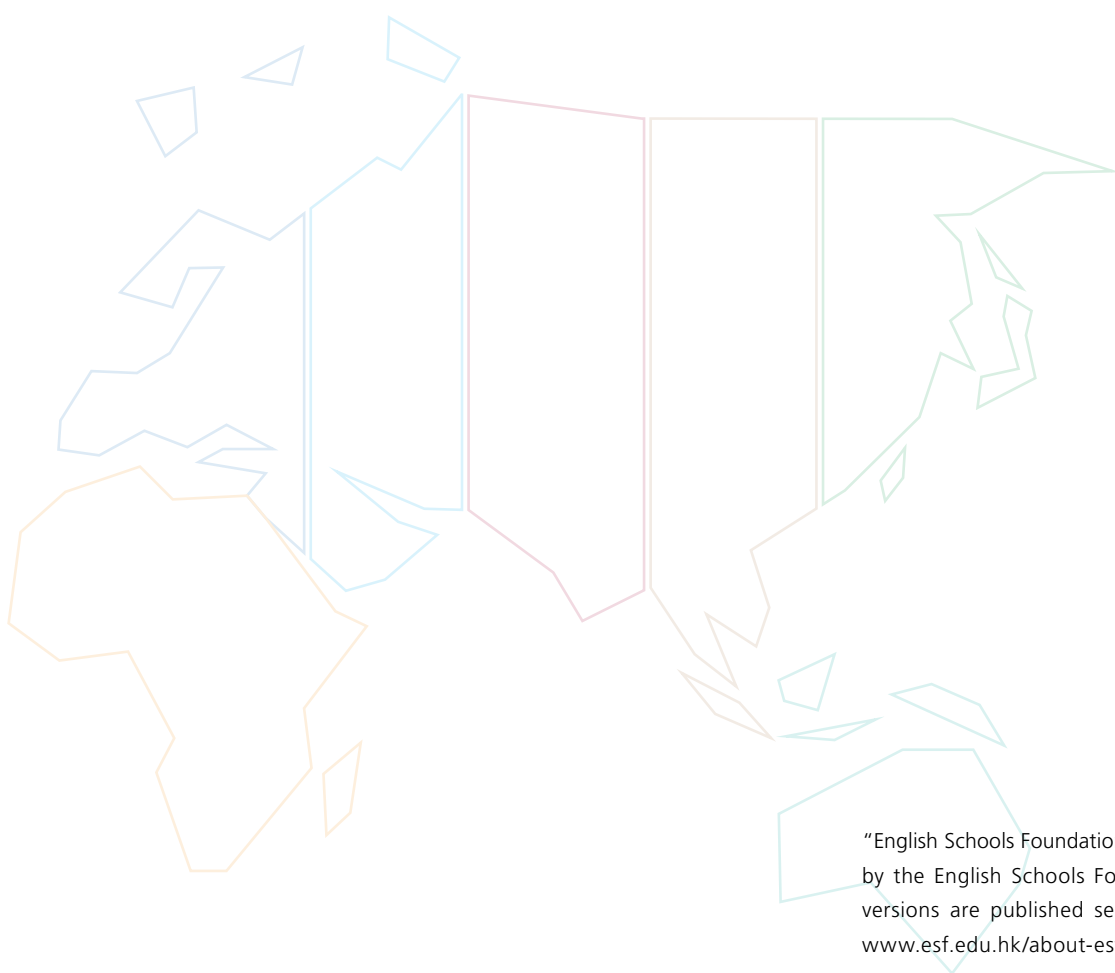 “English Schools Foundatio
by the English Schools Fo
versions are published se
www.esf.edu.hk/about-es